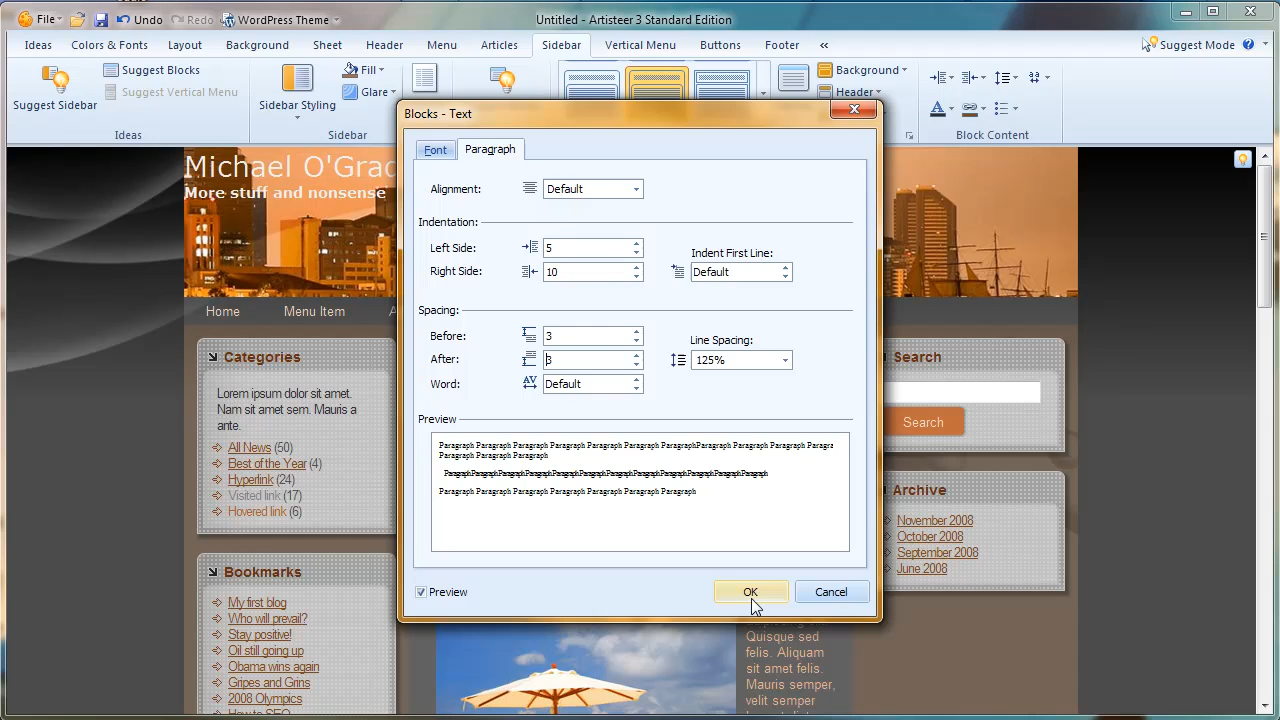 File Undo Redo WordPress Theme Untitled - Artisteer 3 Standard Edition
Ideas Colors & Fonts Layout Background Sheet Header Menu Articles Sidebar Vertical Menu Buttons Footer « Suggest Mode
Suggest Sidebar
Suggest Blocks
Suggest Vertical Menu
Ideas
Sidebar Styling
Fill
Glare
Sidebar
Background
Header
Block Content
Michael O'Grad
More stuff and nonsense
Home Menu Item A
Categories
Lorem ipsum dolor sit amet.
Nam sit amet sem. Mauris a
ante.
All News (50)
Best of the Year (4)
Hyperlink (24)
Visited link (17)
Hovered link (6)
Bookmarks
My first blog
Who will prevail?
Stay positive!
Oil still going up
Obama wins again
Gripes and Grins
2008 Olympics
How to SEO
Blocks - Text
Font Paragraph
Alignment: Default
Indentation:
Left Side: 5
Right Side: 10
Indent First Line:
Default
Spacing:
Before: 3
After: 3
Word: Default
Line Spacing:
125%
Preview
Paragraph Paragraph Paragraph Paragraph Paragraph Paragraph ParagraphParagraph Paragraph Paragraph Paragra
Paragraph Paragraph Paragraph
ParagraphParagraphParagraphParagraphParagraphParagraphParagraphParagraphParagraphParagraphParagraphParagraph
Paragraph Paragraph Paragraph Paragraph Paragraph Paragraph Paragraph
Preview
OK Cancel
Quisque sed
felis. Aliquam
sit amet felis.
Mauris semper,
velit semper
Search
Search
Archive
November 2008
October 2008
September 2008
June 2008